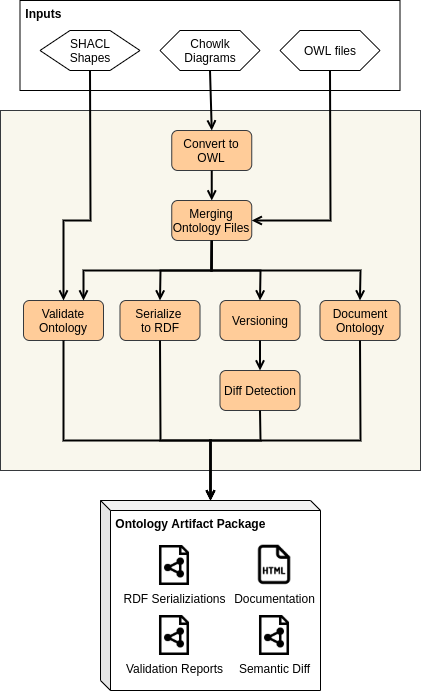 Inputs
SHACL
Shapes
Chowlk
Diagrams
OWL files
Convert to
OWL
Merging
Ontology Files
Validate
Ontology
Serialize
to RDF
Versioning
Document
Ontology
Diff Detection
Ontology Artifact Package
HTML
RDF Serializiations
Documentation
Validation Reports
Semantic Diff